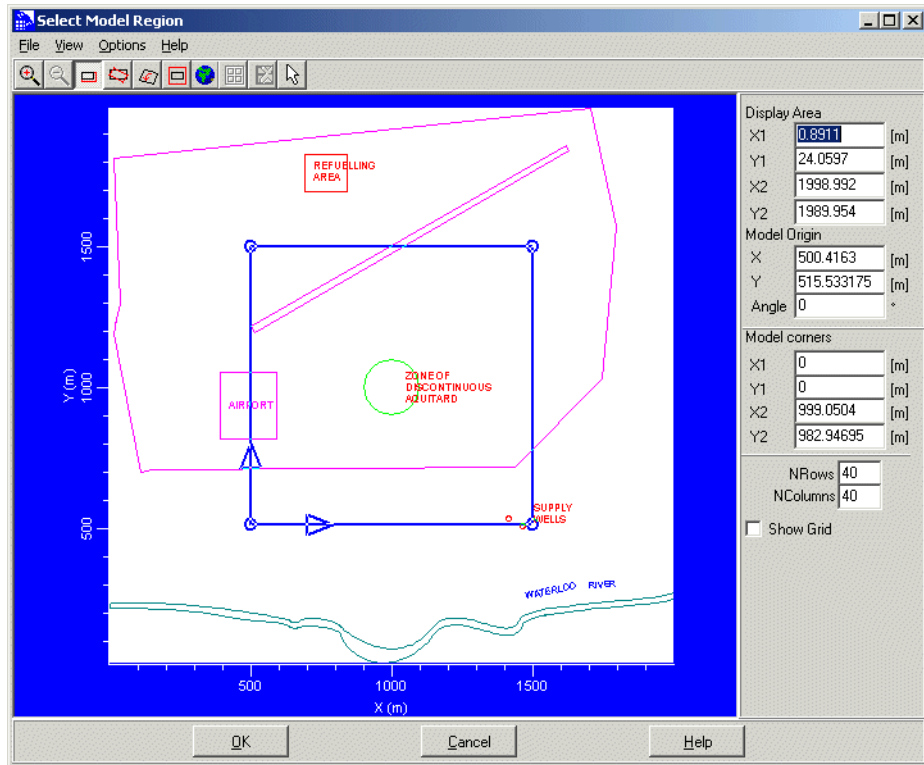 Select Model Region
File View Options Help
Display Area
X1 0.8911 [m]
Y1 24.0597 [m]
X2 1998.992 [m]
Y2 1989.954 [m]
Model Origin
X 500.4163 [m]
Y 515.533175 [m]
Angle 0 °
Model corners
X1 0 [m]
Y1 0 [m]
X2 999.0504 [m]
Y2 982.94695 [m]
NRows 40
NColumns 40
Show Grid
REFUELLING
AREA
1500
ZONE OF
DISCONTINUOUS
AQUITARD
1000
Y (m)
AIRPORT
SUPPLY
WELLS
500
WATERLOO RIVER
500 1000 1500
X (m)
OK Cancel Help